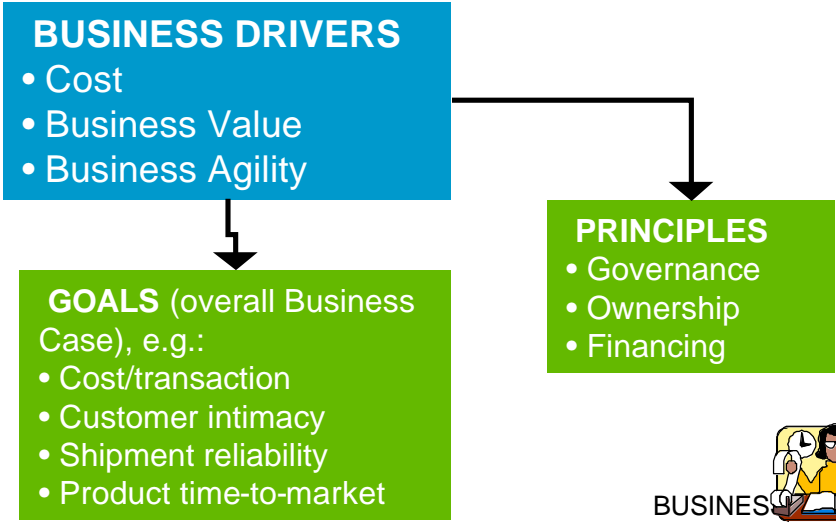 BUSINESS DRIVERS
• Cost
• Business Value
• Business Agility
PRINCIPLES
• Governance
• Ownership
• Financing
GOALS (overall Business
Case), e.g.:
• Cost/transaction
• Customer intimacy
• Shipment reliability
• Product time-to-market
BUSINES